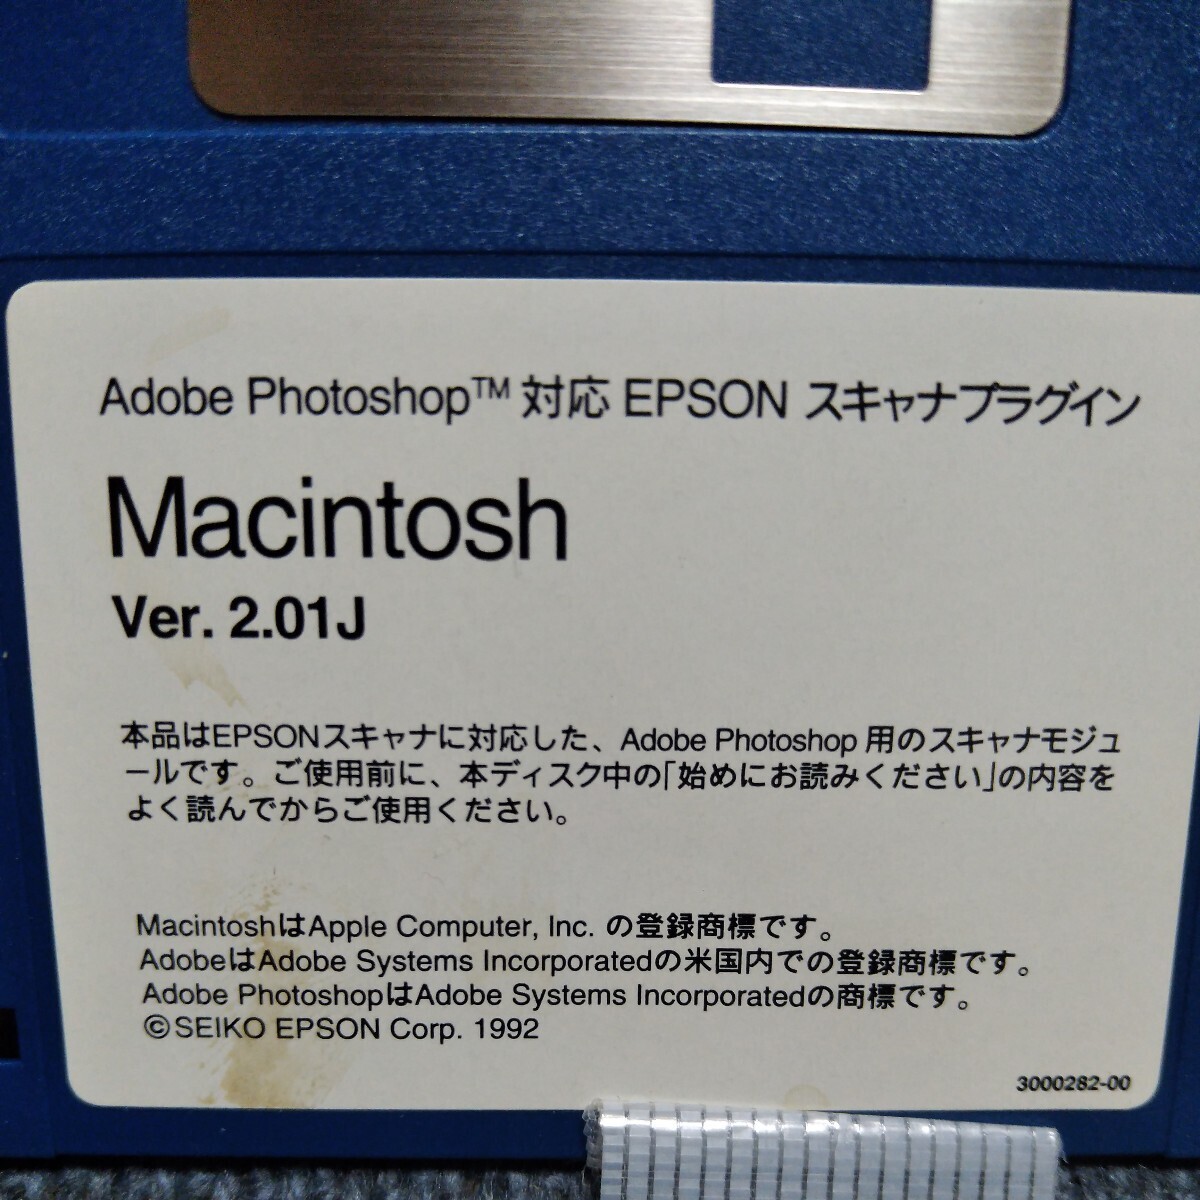 Adobe Photoshop™ 対応 EPSON スキャナプラグイン
Macintosh
Ver. 2.01J
本品はEPSONスキャナに対応した、Adobe Photoshop 用のスキャナモジュ
ールです。ご使用前に、本ディスク中の「始めにお読みください」の内容を
よく読んでからご使用ください。
MacintoshはApple Computer, Inc. の登録商標です。
AdobeはAdobe Systems Incorporatedの米国内での登録商標です。
Adobe PhotoshopはAdobe Systems Incorporatedの商標です。
©SEIKO EPSON Corp. 1992
3000282-00